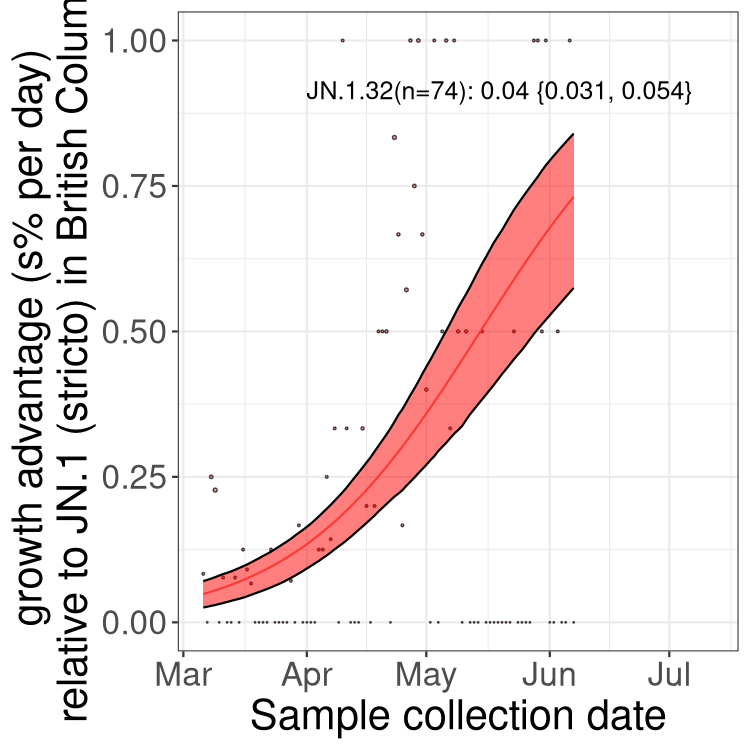 growth advantage (s% per day)
relative to JN.1 (stricto) in British Colum
1.00
0.75
0.50
0.25
0.00
JN.1.32(n=74): 0.04 {0.031, 0.054}
Mar Apr May Jun Jul
Sample collection date